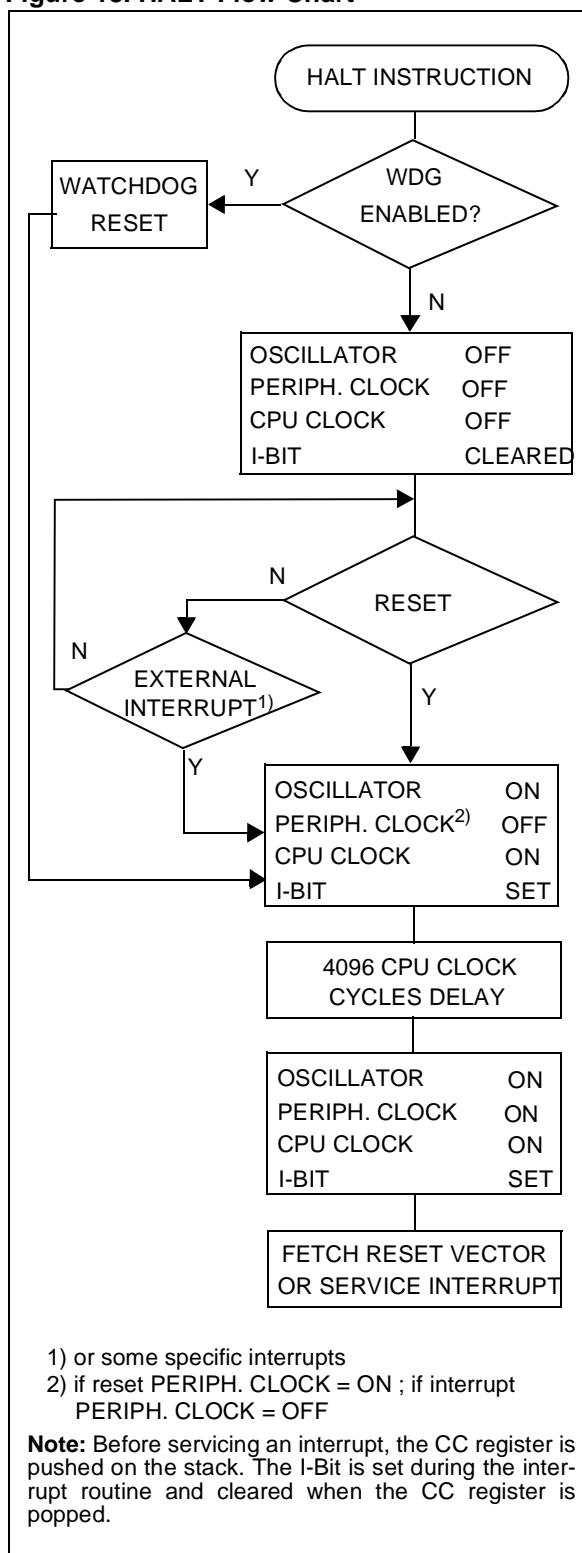 HALT INSTRUCTION
WDG
ENABLED?
Y
WATCHDOG
RESET
N
OSCILLATOR OFF
PERIPH. CLOCK OFF
CPU CLOCK OFF
I-BIT CLEARED
RESET
N
N
EXTERNAL
INTERRUPT1)
Y
Y
OSCILLATOR ON
PERIPH. CLOCK2) OFF
CPU CLOCK ON
I-BIT SET
4096 CPU CLOCK
CYCLES DELAY
OSCILLATOR ON
PERIPH. CLOCK ON
CPU CLOCK ON
I-BIT SET
FETCH RESET VECTOR
OR SERVICE INTERRUPT
1) or some specific interrupts
2) if reset PERIPH. CLOCK = ON ; if interrupt
PERIPH. CLOCK = OFF
Note: Before servicing an interrupt, the CC register is
pushed on the stack. The I-Bit is set during the inter-
rupt routine and cleared when the CC register is
popped.